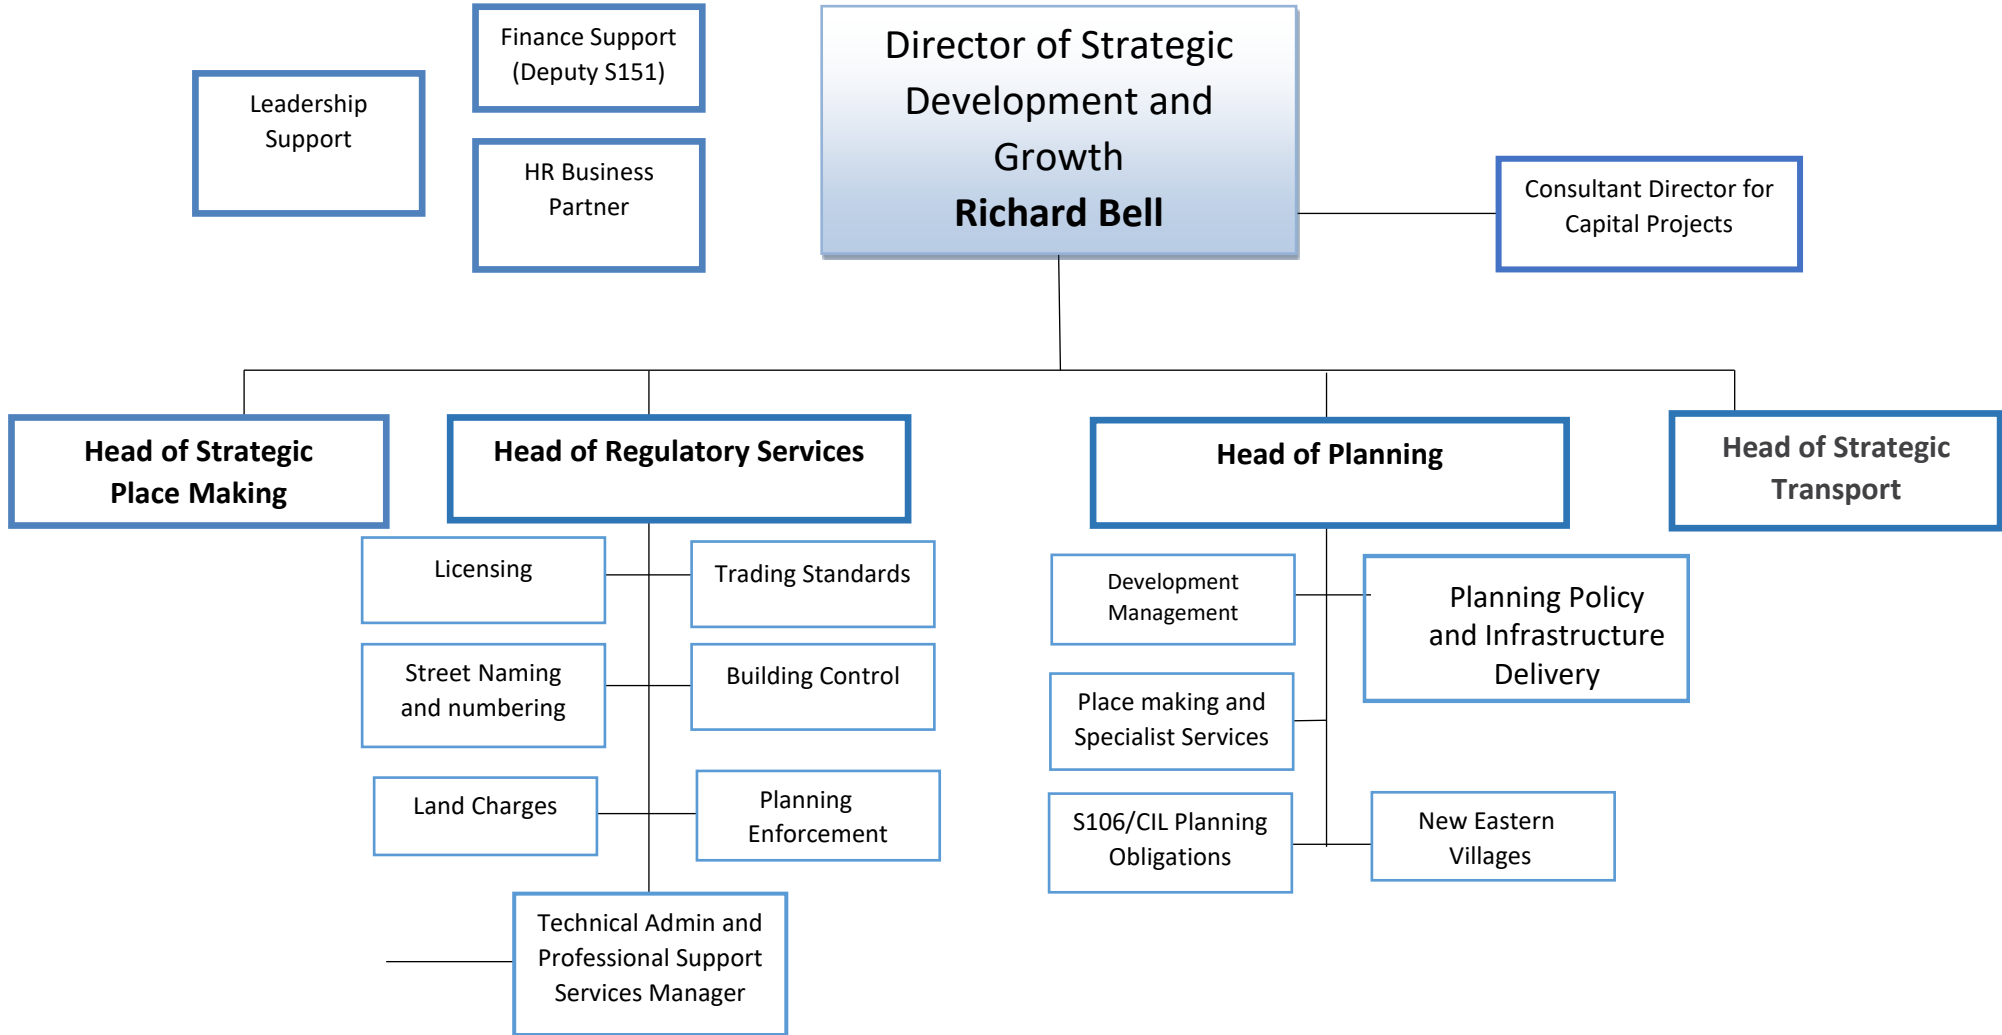 Finance Support
(Deputy S151)
Leadership
Support
HR Business
Partner
Director of Strategic
Development and
Growth
Richard Bell
Consultant Director for
Capital Projects
Head of Strategic
Place Making
Head of Regulatory Services
Head of Planning
Head of Strategic
Transport
Licensing
Trading Standards
Street Naming
and numbering
Building Control
Land Charges
Planning
Enforcement
Technical Admin and
Professional Support
Services Manager
Development
Management
Planning Policy
and Infrastructure
Delivery
Place making and
Specialist Services
S106/CIL Planning
Obligations
New Eastern
Villages